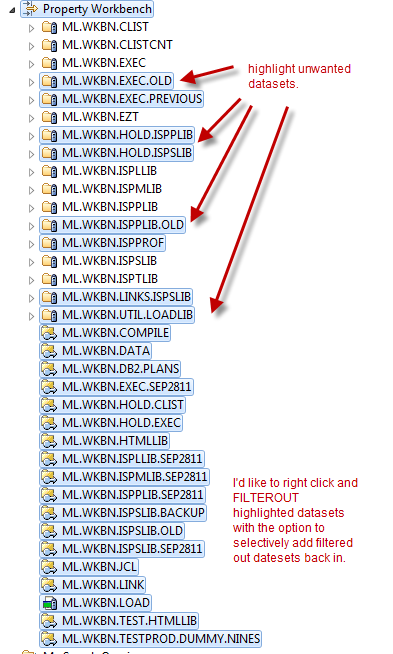 Property Workbench
ML.WKBN.CLIST
ML.WKBN.CLISTCNT
ML.WKBN.EXEC
ML.WKBN.EXEC.OLD
ML.WKBN.EXEC.PREVIOUS
ML.WKBN.EZT
ML.WKBN.HOLD.ISPPLIB
ML.WKBN.HOLD.ISPSLIB
ML.WKBN.ISPLLIB
ML.WKBN.ISPMLIB
ML.WKBN.ISPPLIB
ML.WKBN.ISPPLIB.OLD
ML.WKBN.ISPPROF
ML.WKBN.ISPSLIB
ML.WKBN.ISPTLIB
ML.WKBN.LINKS.ISPSLIB
ML.WKBN.UTIL.LOADLIB
ML.WKBN.COMPILE
ML.WKBN.DATA
ML.WKBN.DB2.PLANS
ML.WKBN.EXEC.SEP2811
ML.WKBN.HOLD.CLIST
ML.WKBN.HOLD.EXEC
ML.WKBN.HTMLLIB
ML.WKBN.ISPLLIB.SEP2811
ML.WKBN.ISPMLIB.SEP2811
ML.WKBN.ISPPLIB.SEP2811
ML.WKBN.ISPSLIB.BACKUP
ML.WKBN.ISPSLIB.OLD
ML.WKBN.ISPSLIB.SEP2811
ML.WKBN.JCL
ML.WKBN.LINK
ML.WKBN.LOAD
ML.WKBN.TEST.HTMLLIB
ML.WKBN.TESTPROD.DUMMY.NINES
highlight unwanted
datasets.
I'd like to right click and
FILTEROUT
highlighted datasets
with the option to
selectively add filtered
out datesets back in.